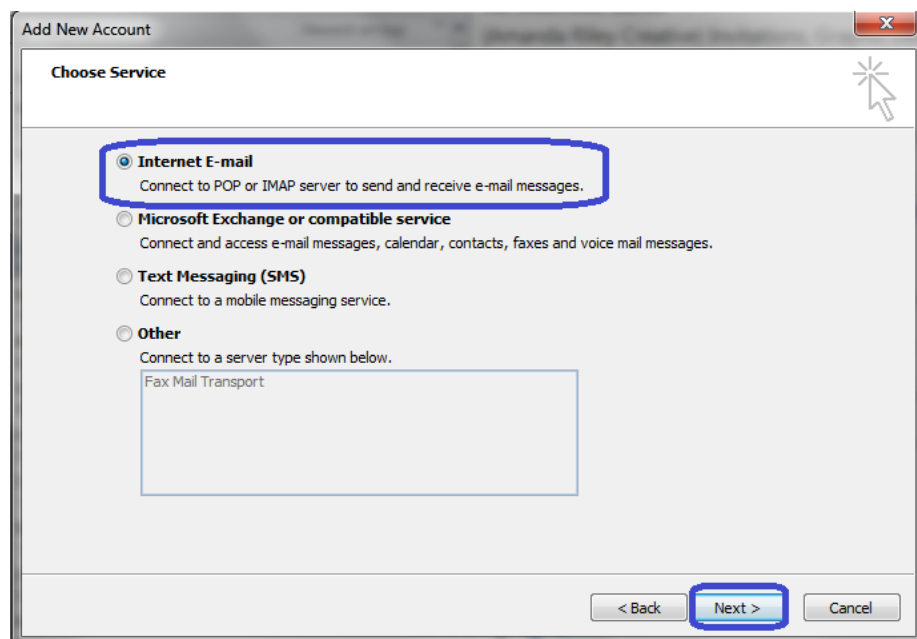 Add New Account
Choose Service
Internet E-mail
Connect to POP or IMAP server to send and receive e-mail messages.
Microsoft Exchange or compatible service
Connect and access e-mail messages, calendar, contacts, faxes and voice mail messages.
Text Messaging (SMS)
Connect to a mobile messaging service.
Other
Connect to a server type shown below.
Fax Mail Transport
< Back Next > Cancel